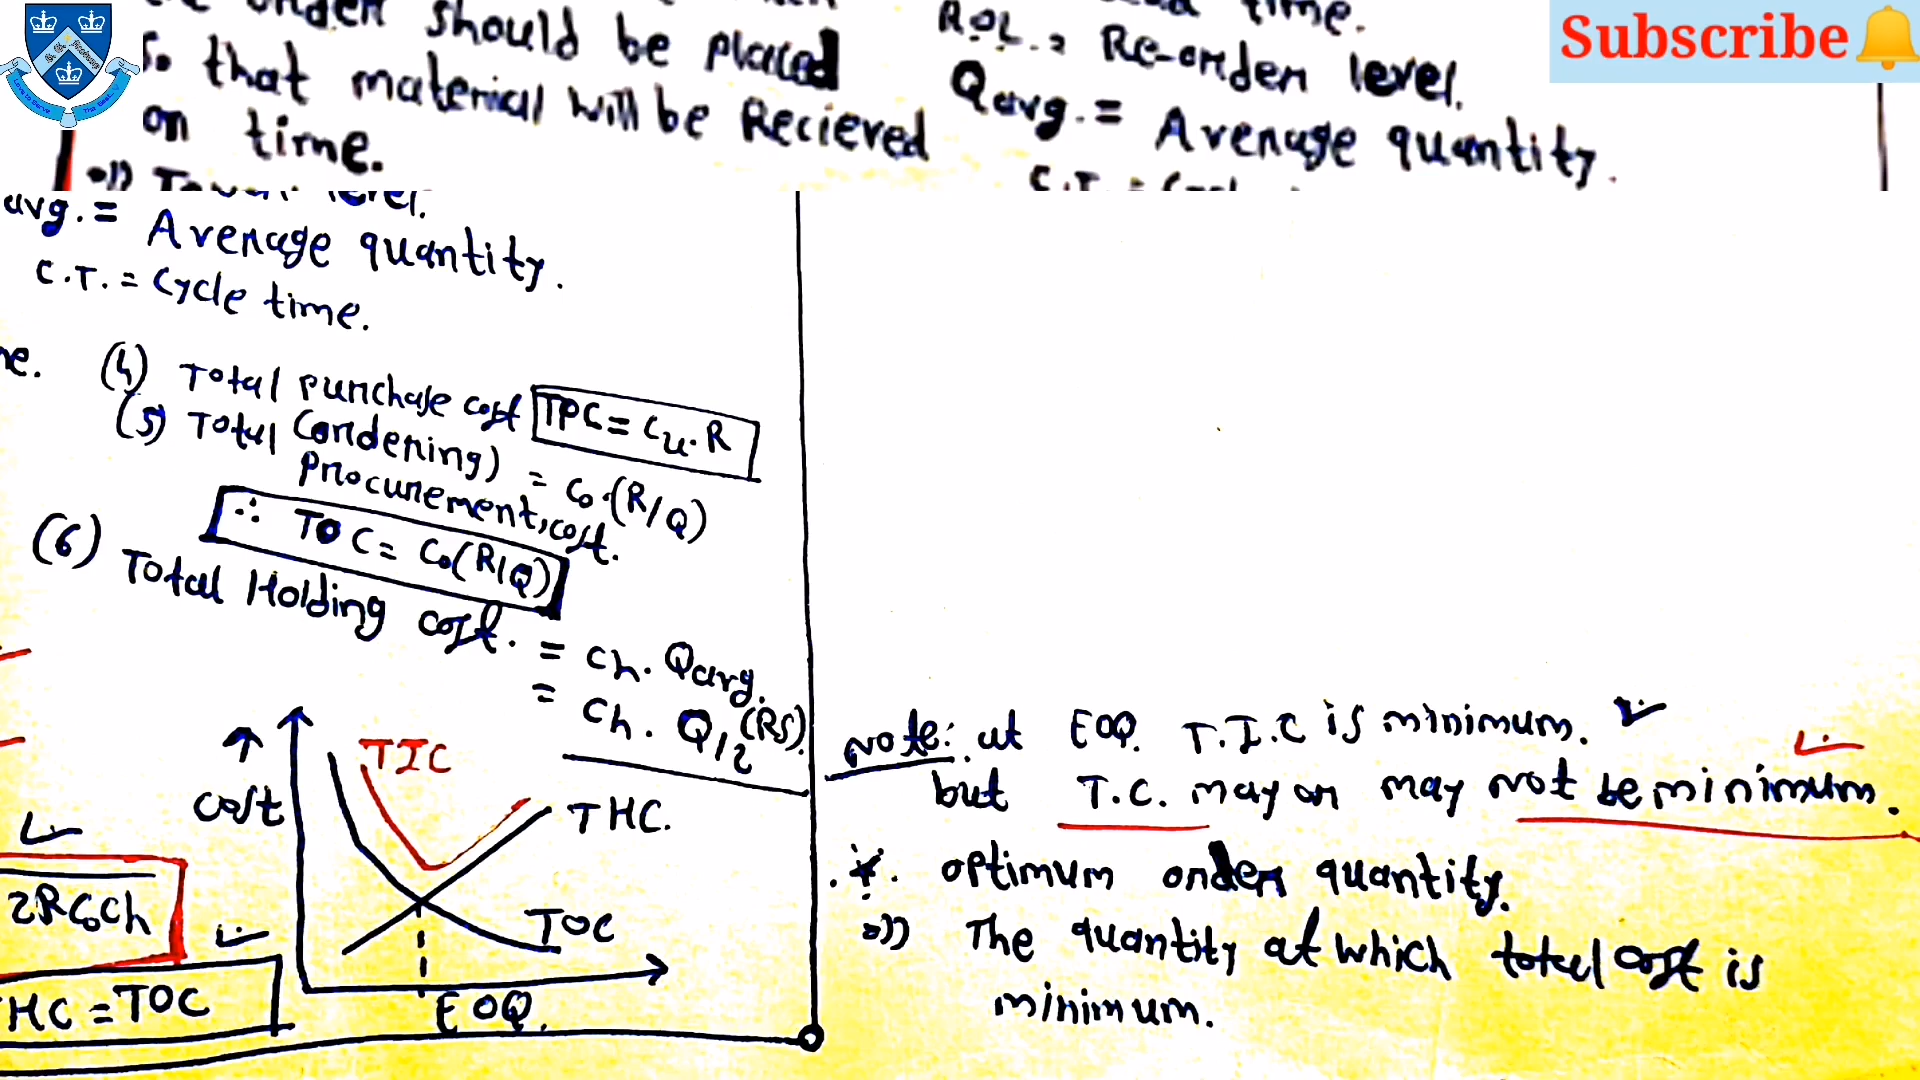 order should be placed
So that material will be Recieved
on time.
time.
ROL. = Re-order level.
Qavg. = Average quantity.
Subscribe
level.
avg. = Average quantity.
C.T. = Cycle time.
(4) Total purchase cost TPC = Cu.R
(5) Total (ordering)
Procurement cost. = Co.(R/Q)
∴ TOC = Co(R/Q)
(6) Total Holding cost. = Ch. Qavg.
= Ch. Q/2 (RS).
↑
cost
TIC
THC.
TOC
EOQ.
2RCoCh
HC = TOC
Note: at EOQ. T.I.C is minimum.
but T.C. may or may not be minimum.
*. optimum order quantity.
The quantity at which total cost is
minimum.